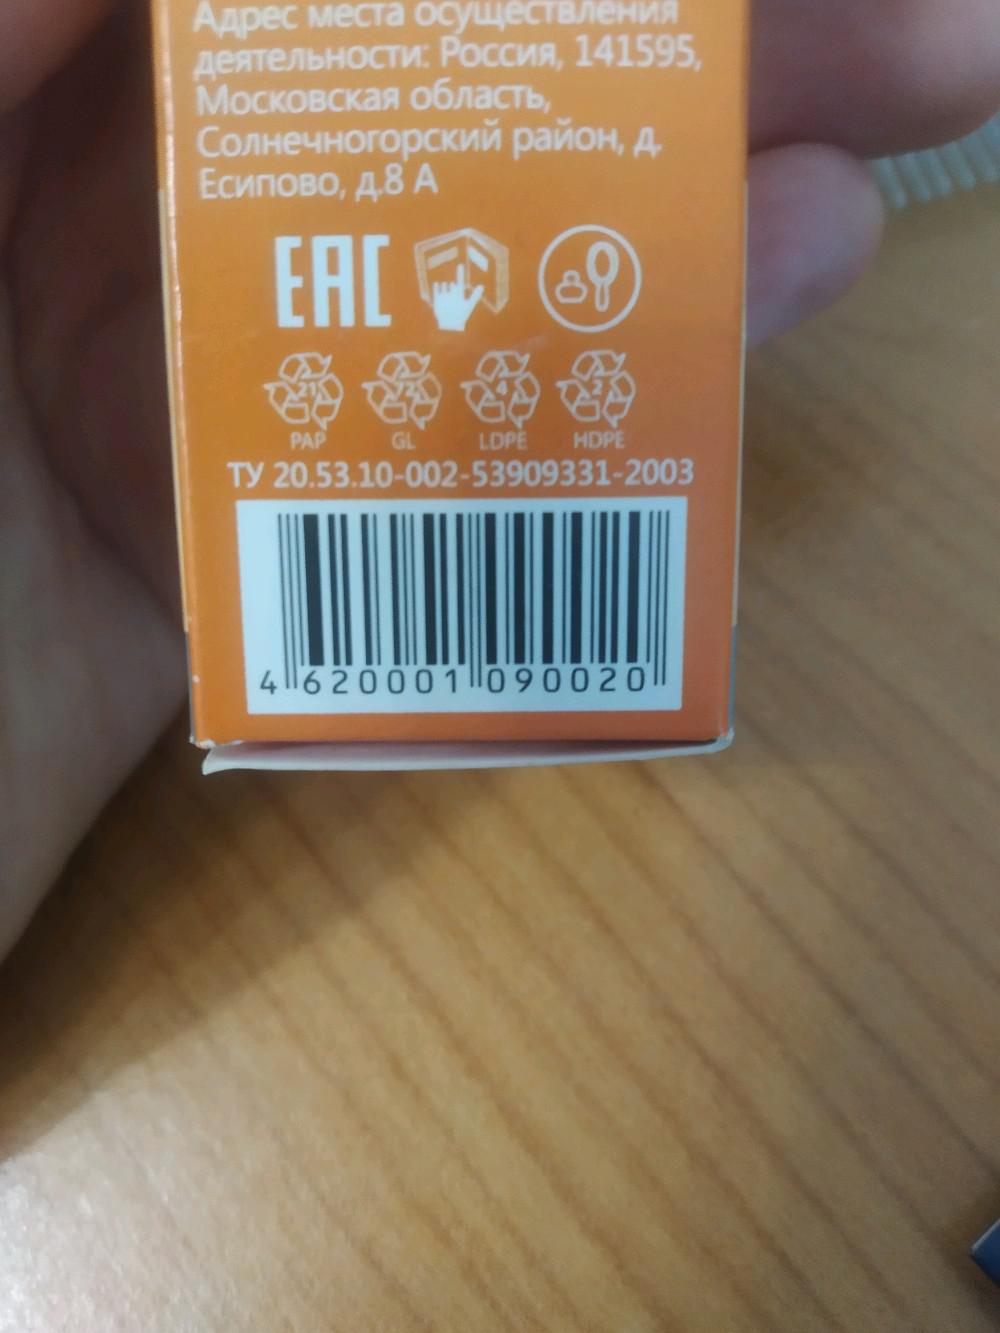 Адрес места осуществления
деятельности: Россия, 141595,
Московская область,
Солнечногорский район, д.
Есипово, д.8 А
EAC
21 72 4 2
PAP GL LDPE HDPE
ТУ 20.53.10-002-53909331-2003
4 620001 090020